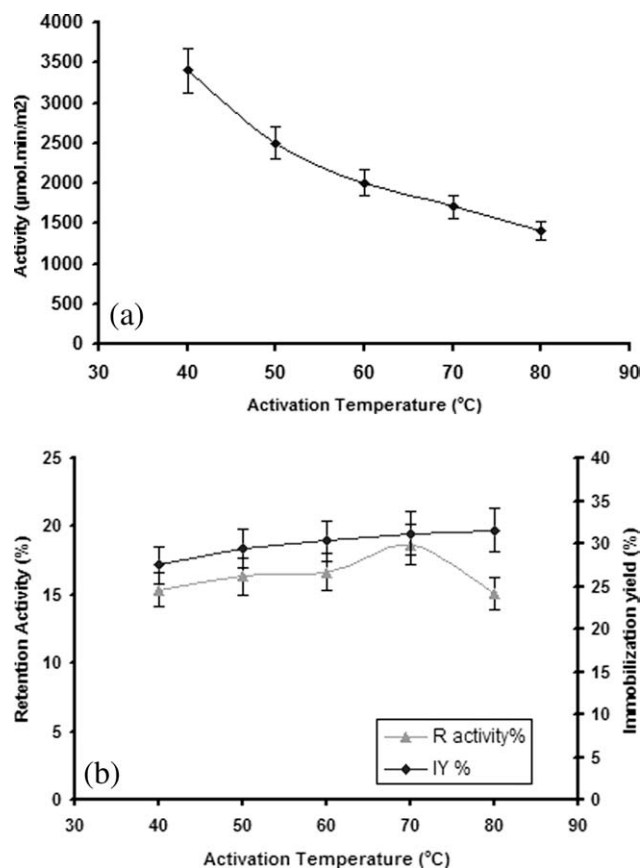 4000
3500
3000
2500
2000
1500
1000
500
0
Activity (µmol.min/m2)
(a)
30 40 50 60 70 80 90
Activation Temperature (°C)
25
20
15
10
5
0
Retention Activity (%)
40
35
30
25
20
15
10
5
0
Immobilization yield (%)
R activity%
IY %
(b)
30 40 50 60 70 80 90
Activation Temperature (°C)